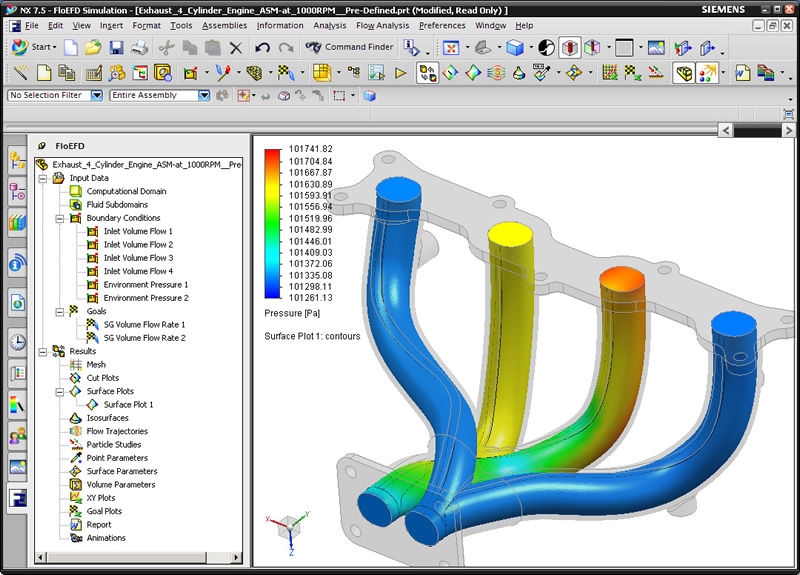 NX 7.5 - FloEFD Simulation - [Exhaust_4_Cylinder_Engine_ASM-at_1000RPM__Pre-Defined.prt (Modified, Read Only) ]
SIEMENS
File Edit View Insert Format Tools Assemblies Information Analysis Flow Analysis Preferences Window Help
Start Command Finder
No Selection Filter Entire Assembly
FloEFD
Exhaust_4_Cylinder_Engine_ASM-at_1000RPM__Pre
Input Data
Computational Domain
Fluid Subdomains
Boundary Conditions
Inlet Volume Flow 1
Inlet Volume Flow 2
Inlet Volume Flow 3
Inlet Volume Flow 4
Environment Pressure 1
Environment Pressure 2
Goals
SG Volume Flow Rate 1
SG Volume Flow Rate 2
Results
Mesh
Cut Plots
Surface Plots
Surface Plot 1
Isosurfaces
Flow Trajectories
Particle Studies
Point Parameters
Surface Parameters
Volume Parameters
XY Plots
Goal Plots
Report
Animations
101741.82
101704.84
101667.87
101630.89
101593.91
101556.94
101519.96
101482.99
101446.01
101409.03
101372.06
101335.08
101298.11
101261.13
Pressure [Pa]
Surface Plot 1: contours
X
Y
Z